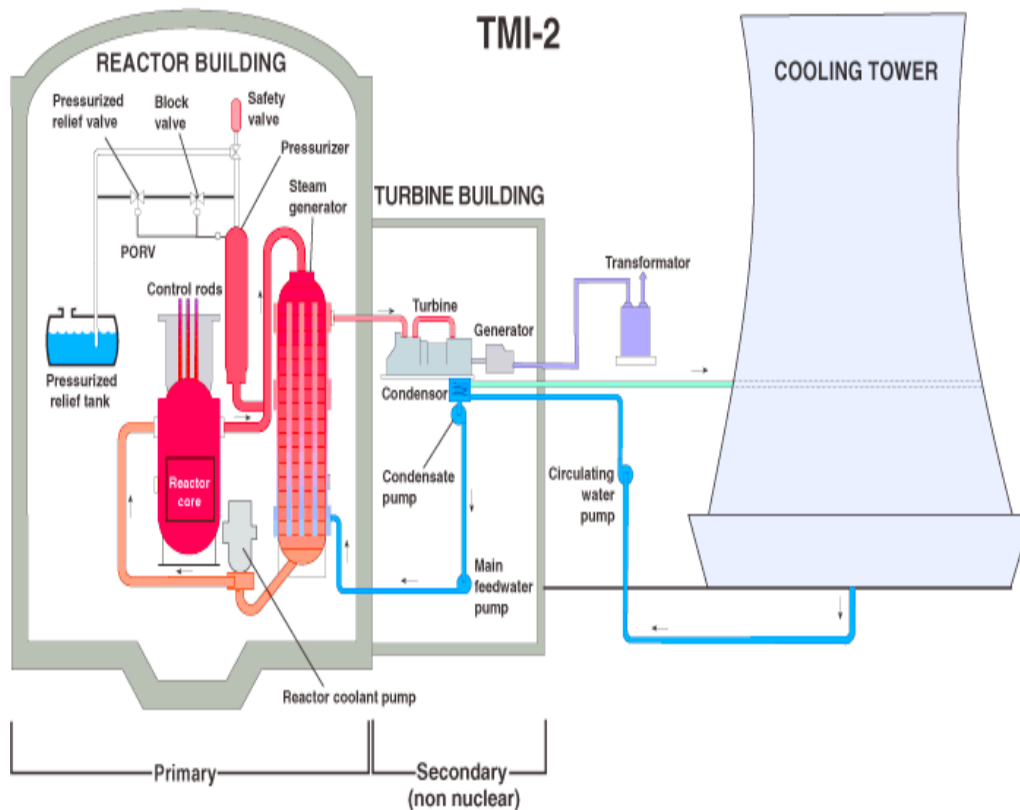 TMI-2
REACTOR BUILDING
COOLING TOWER
Pressurized
relief valve
Block
valve
Safety
valve
Pressurizer
Steam
generator
TURBINE BUILDING
PORV
Control rods
Transformator
Turbine
Generator
Pressurized
relief tank
Condensor
Reactor
core
Condensate
pump
Circulating
water
pump
Main
feedwater
pump
Reactor coolant pump
Primary
Secondary
(non nuclear)